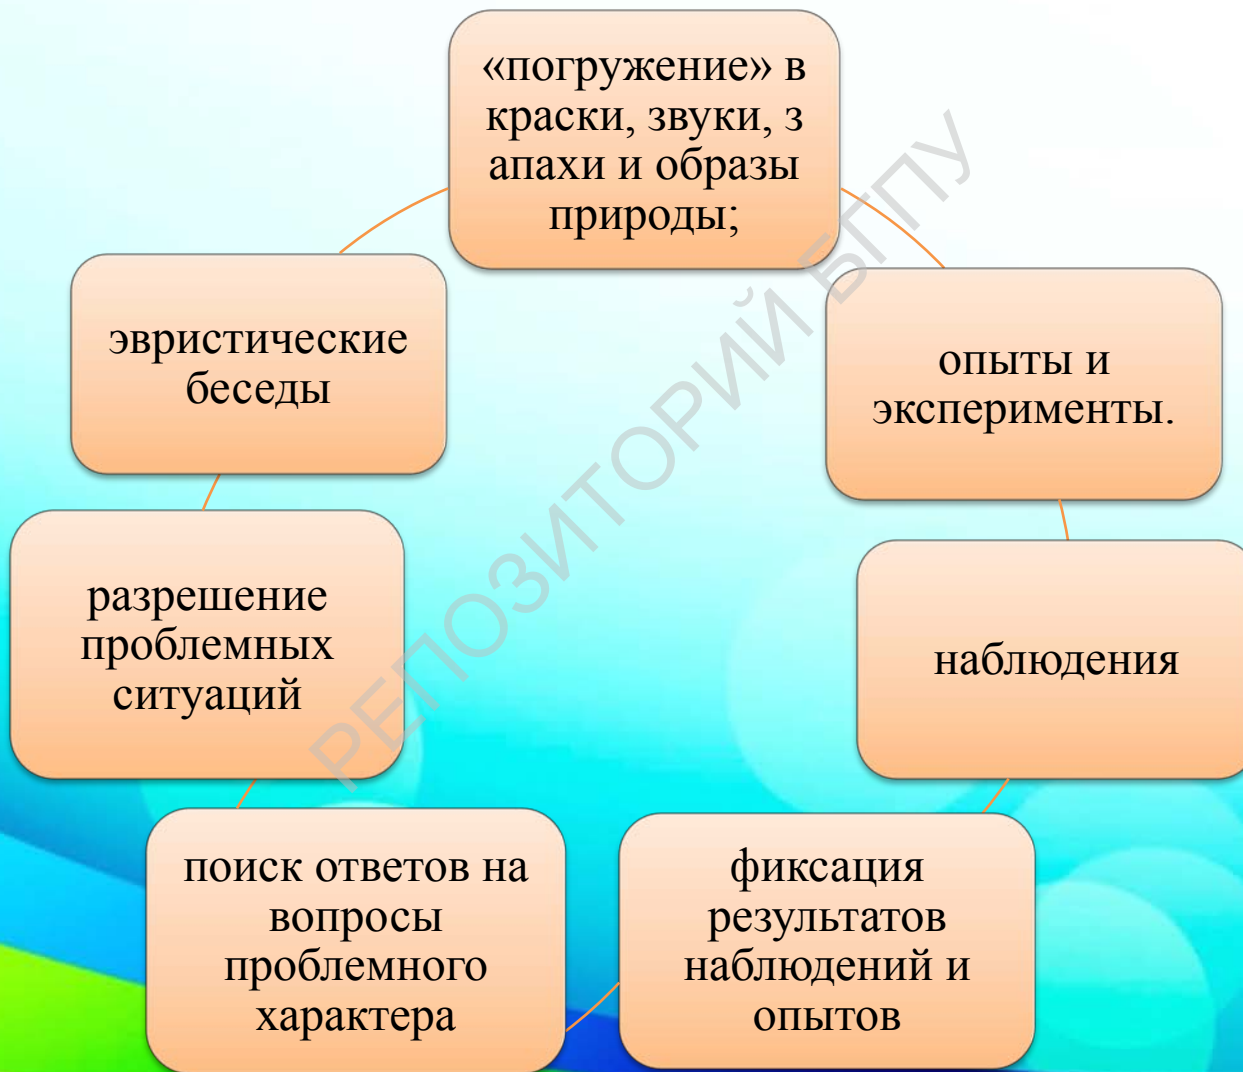 «погружение» в
краски, звуки, з
апахи и образы
природы;
опыты и
эксперименты.
наблюдения
фиксация
результатов
наблюдений и
опытов
поиск ответов на
вопросы
проблемного
характера
разрешение
проблемных
ситуаций
эвристические
беседы
РЕПОЗИТОРИЙ БГПУ